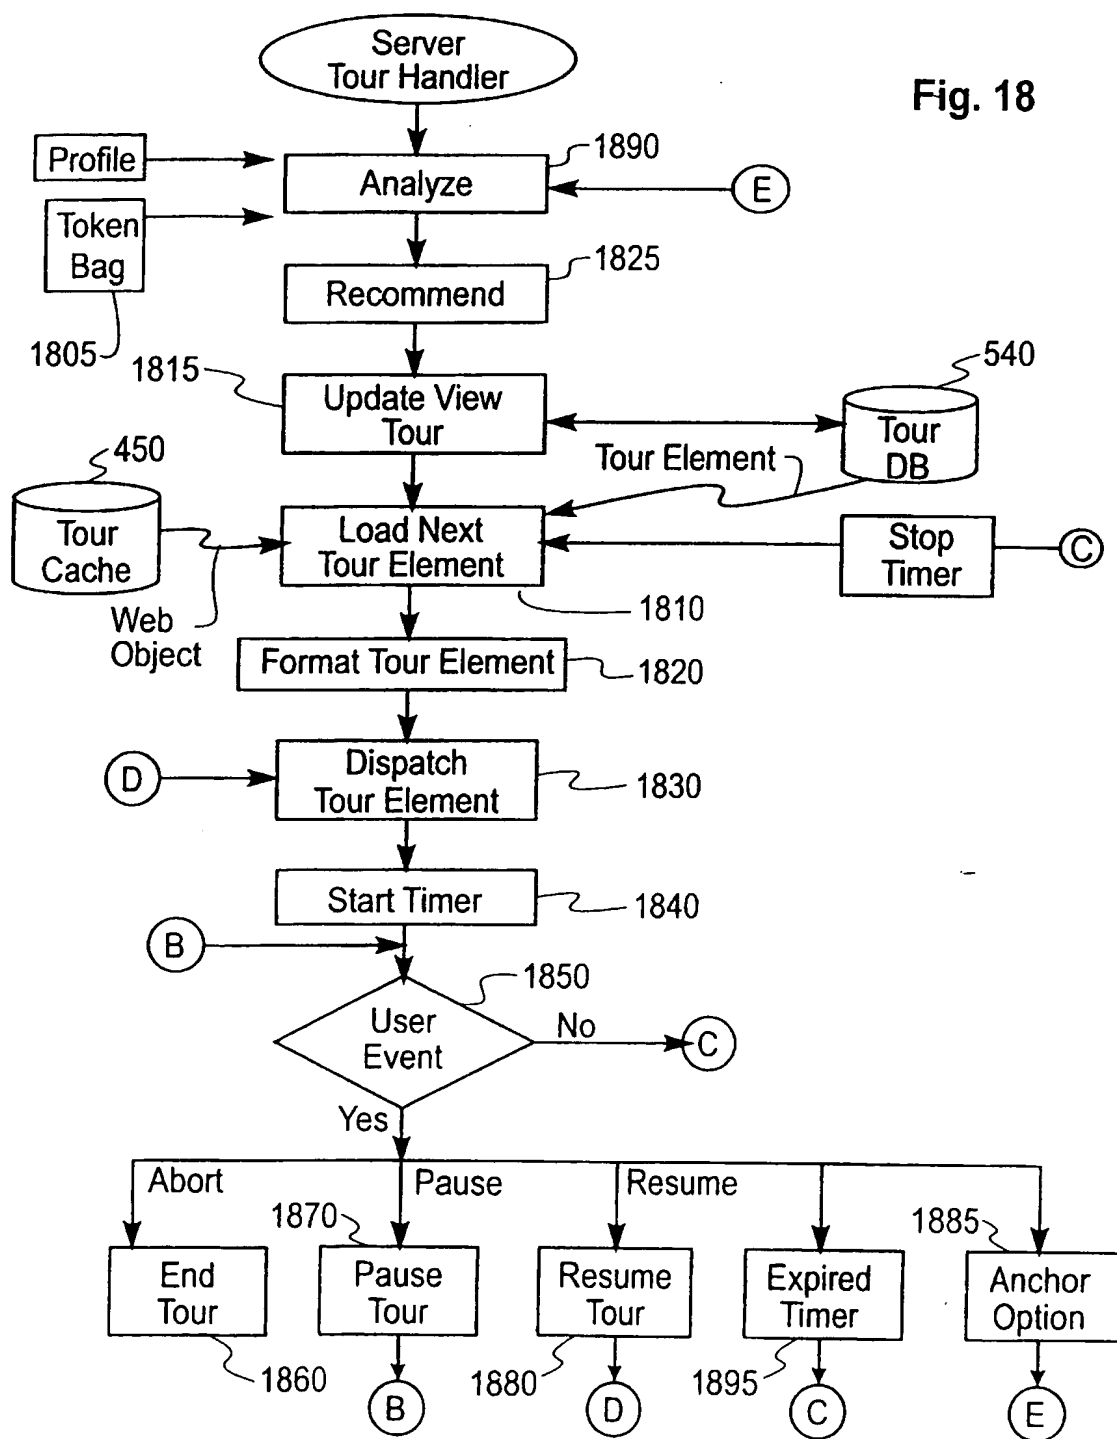 Server
Tour Handler
Fig. 18
Profile
1890
Analyze
E
Token
Bag
1825
Recommend
1805
1815
Update View
Tour
540
Tour
DB
Tour Element
450
Tour
Cache
Load Next
Tour Element
Stop
Timer
C
Web
Object
1810
Format Tour Element
1820
D
Dispatch
Tour Element
1830
Start Timer
1840
B
1850
User
Event
No
C
Yes
Abort
Pause
Resume
1870
1885
End
Tour
Pause
Tour
Resume
Tour
Expired
Timer
Anchor
Option
1860
1880
1895
B
D
C
E